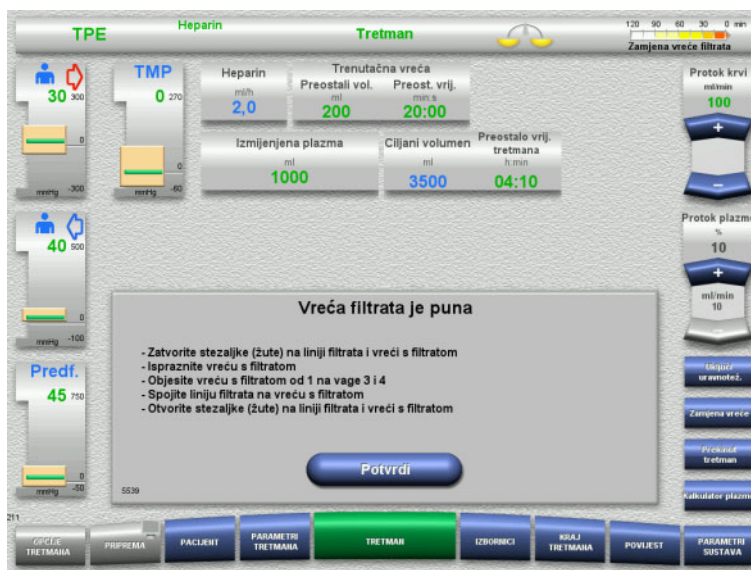 TPE
Heparin
Tretman
120 90 60 30 0 min
Zamjena vreće filtrata
30 300
0
mmHg -300
TMP
0 270
0
mmHg -60
Heparin
ml/h
2,0
Trenutačna vreća
Preostali vol. Preost. vrij.
ml min:s
200 20:00
Izmijenjena plazma
ml
1000
Ciljani volumen Preostalo vrij. tretmana
ml h:min
3500 04:10
Protok krvi
ml/min
100
+
–
40 500
0
mmHg -100
Protok plazme
%
10
+
ml/min
10
–
Predf.
45 750
0
mmHg -50
Vreća filtrata je puna
- Zatvorite stezaljke (žute) na liniji filtrata i vreći s filtratom
- Ispraznite vreću s filtratom
- Objesite vreću s filtratom od 1 na vage 3 i 4
- Spojite liniju filtrata na vreću s filtratom
- Otvorite stezaljke (žute) na liniji filtrata i vreći s filtratom
Potvrdi
5539
Uključi
uravnotež.
Zamjena vreće
Prekinut
tretman
Kalkulator plazme
211
OPCIJE
TRETMANA
PRIPREMA
PACIJENT
PARAMETRI
TRETMANA
TRETMAN
IZBORNICI
KRAJ
TRETMANA
POVIJEST
PARAMETRI
SUSTAVA